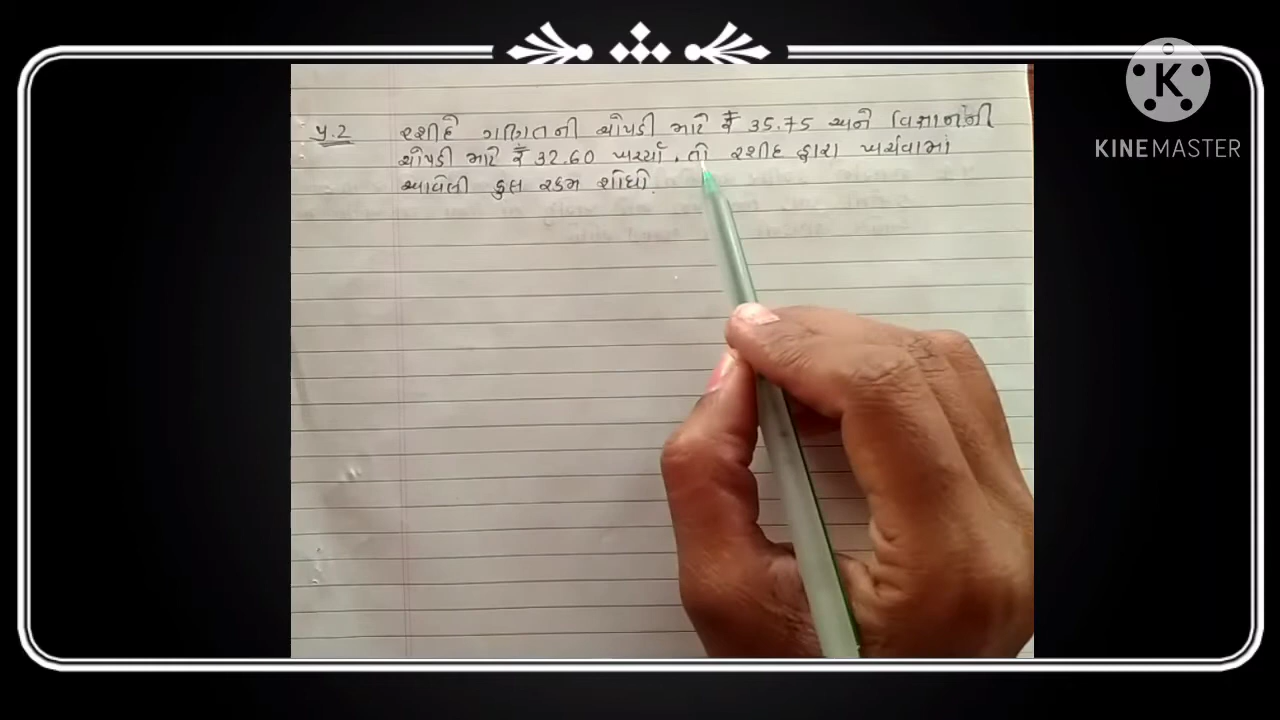 પ્ર.2 રશીદે ગણિતની ચોપડી માટે ₹ 35.75 અને વિજ્ઞાનની
ચોપડી માટે ₹ 32.60 ખર્ચ્યાં. તો રશીદ દ્વારા ખર્ચવામાં
આવેલી કુલ રકમ શોધો.
KINEMASTER